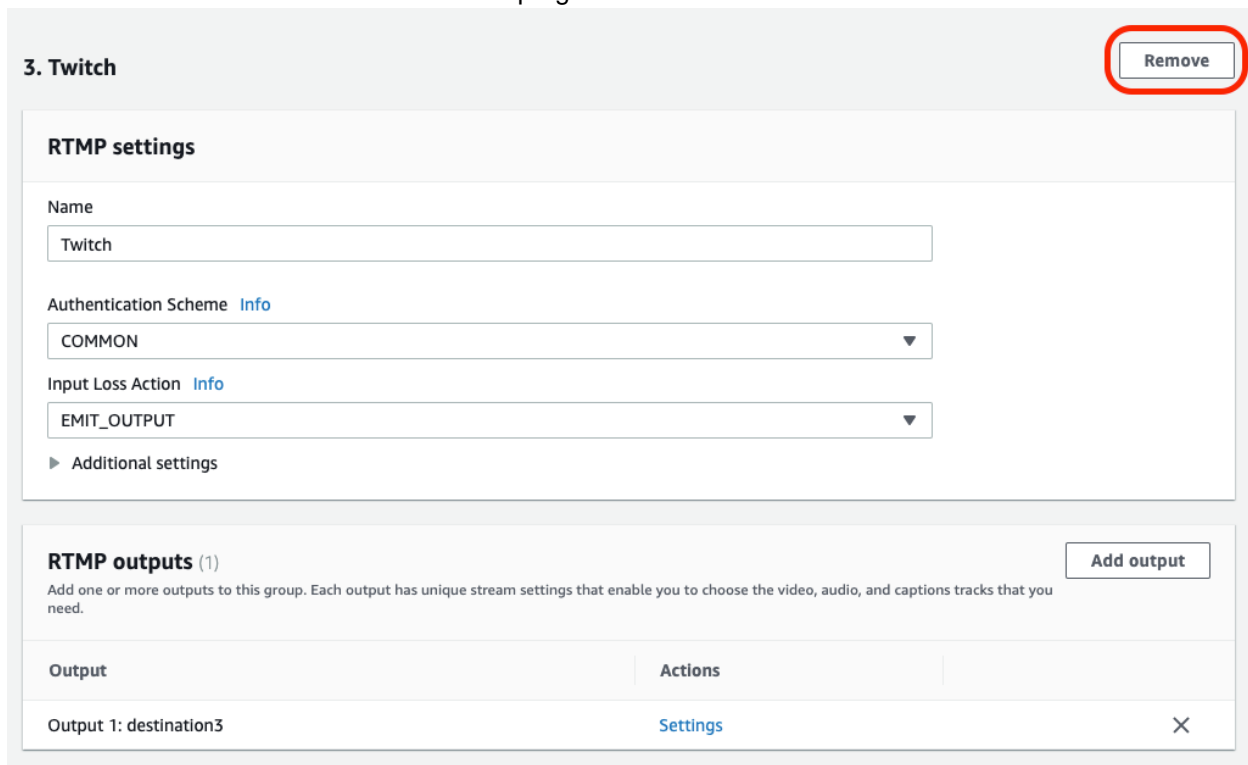 3. Twitch
Remove
RTMP settings
Name
Twitch
Authentication Scheme Info
COMMON
Input Loss Action Info
EMIT_OUTPUT
Additional settings
RTMP outputs (1)
Add output
Add one or more outputs to this group. Each output has unique stream settings that enable you to choose the video, audio, and captions tracks that you
need.
Output
Actions
Output 1: destination3
Settings